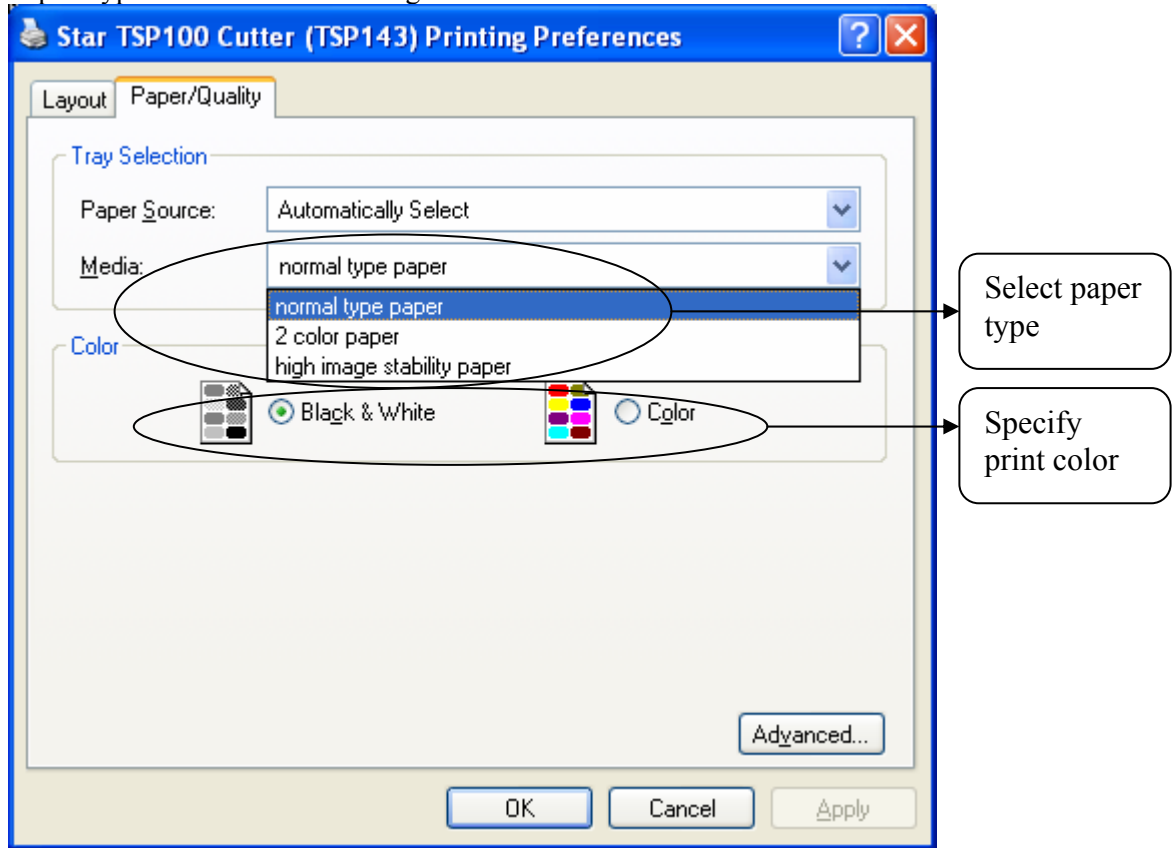 Star TSP100 Cutter (TSP143) Printing Preferences
Layout Paper/Quality
Tray Selection
Paper Source: Automatically Select
Media: normal type paper
normal type paper
2 color paper
high image stability paper
Select paper
type
Color
Black & White Color
Specify
print color
Advanced...
OK Cancel Apply